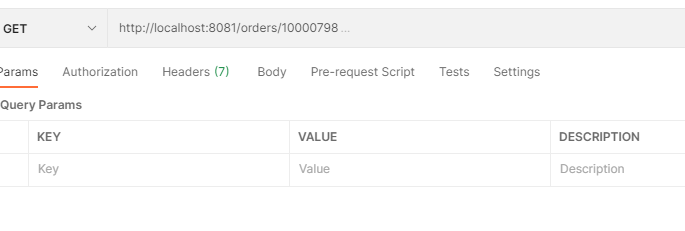 GET http://localhost:8081/orders/10000798...
Params Authorization Headers (7) Body Pre-request Script Tests Settings
Query Params
KEY VALUE DESCRIPTION
Key Value Description